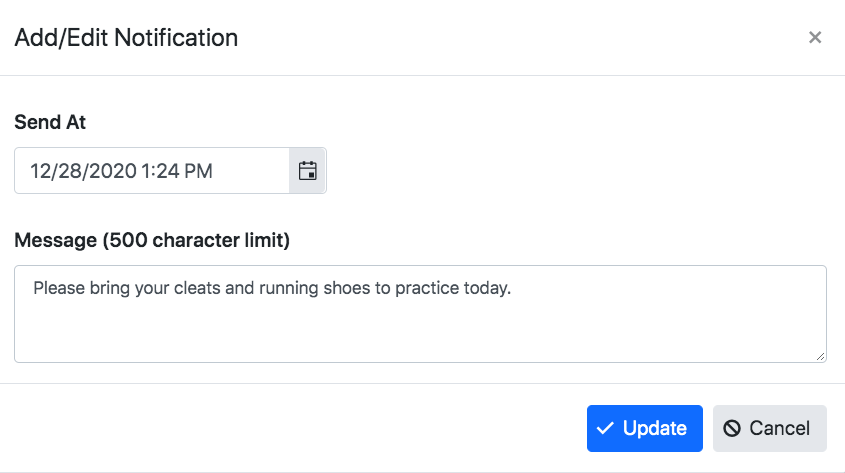 Add/Edit Notification ×
Send At
12/28/2020 1:24 PM
Message (500 character limit)
Please bring your cleats and running shoes to practice today.
Update Cancel